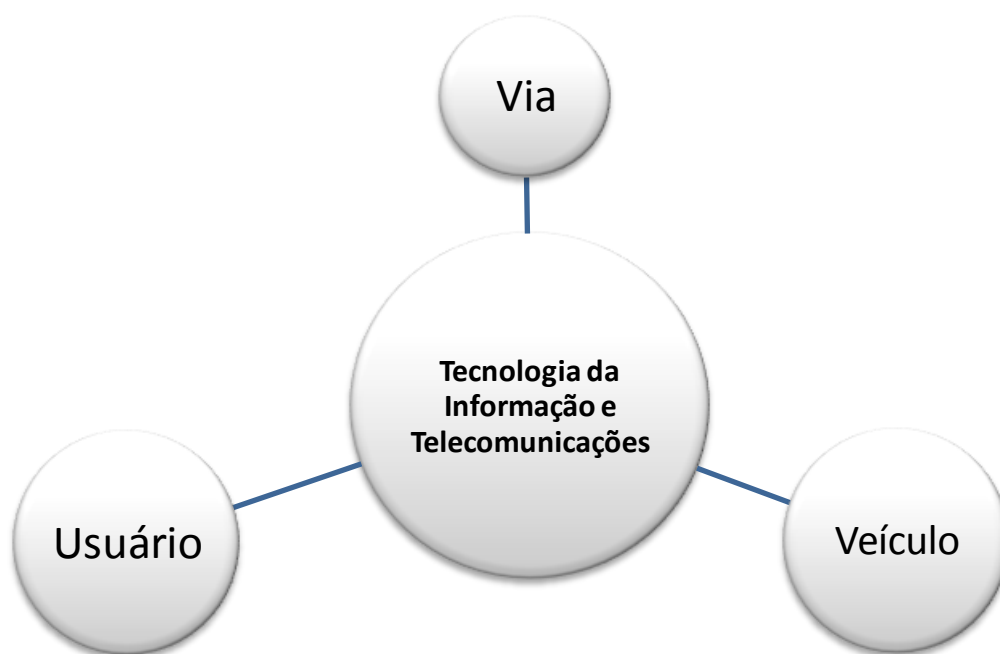 Via
Tecnologia da
Informação e
Telecomunicações
Usuário
Veículo